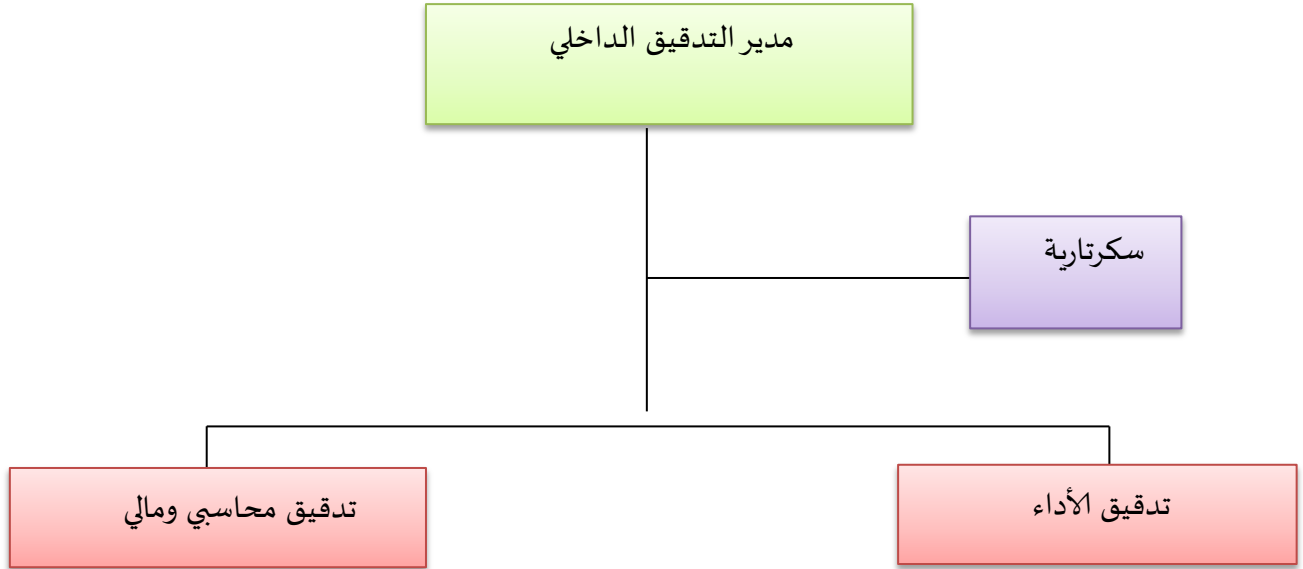 مدير التدقيق الداخلي
سكرتارية
تدقيق الأداء
تدقيق محاسبي ومالي